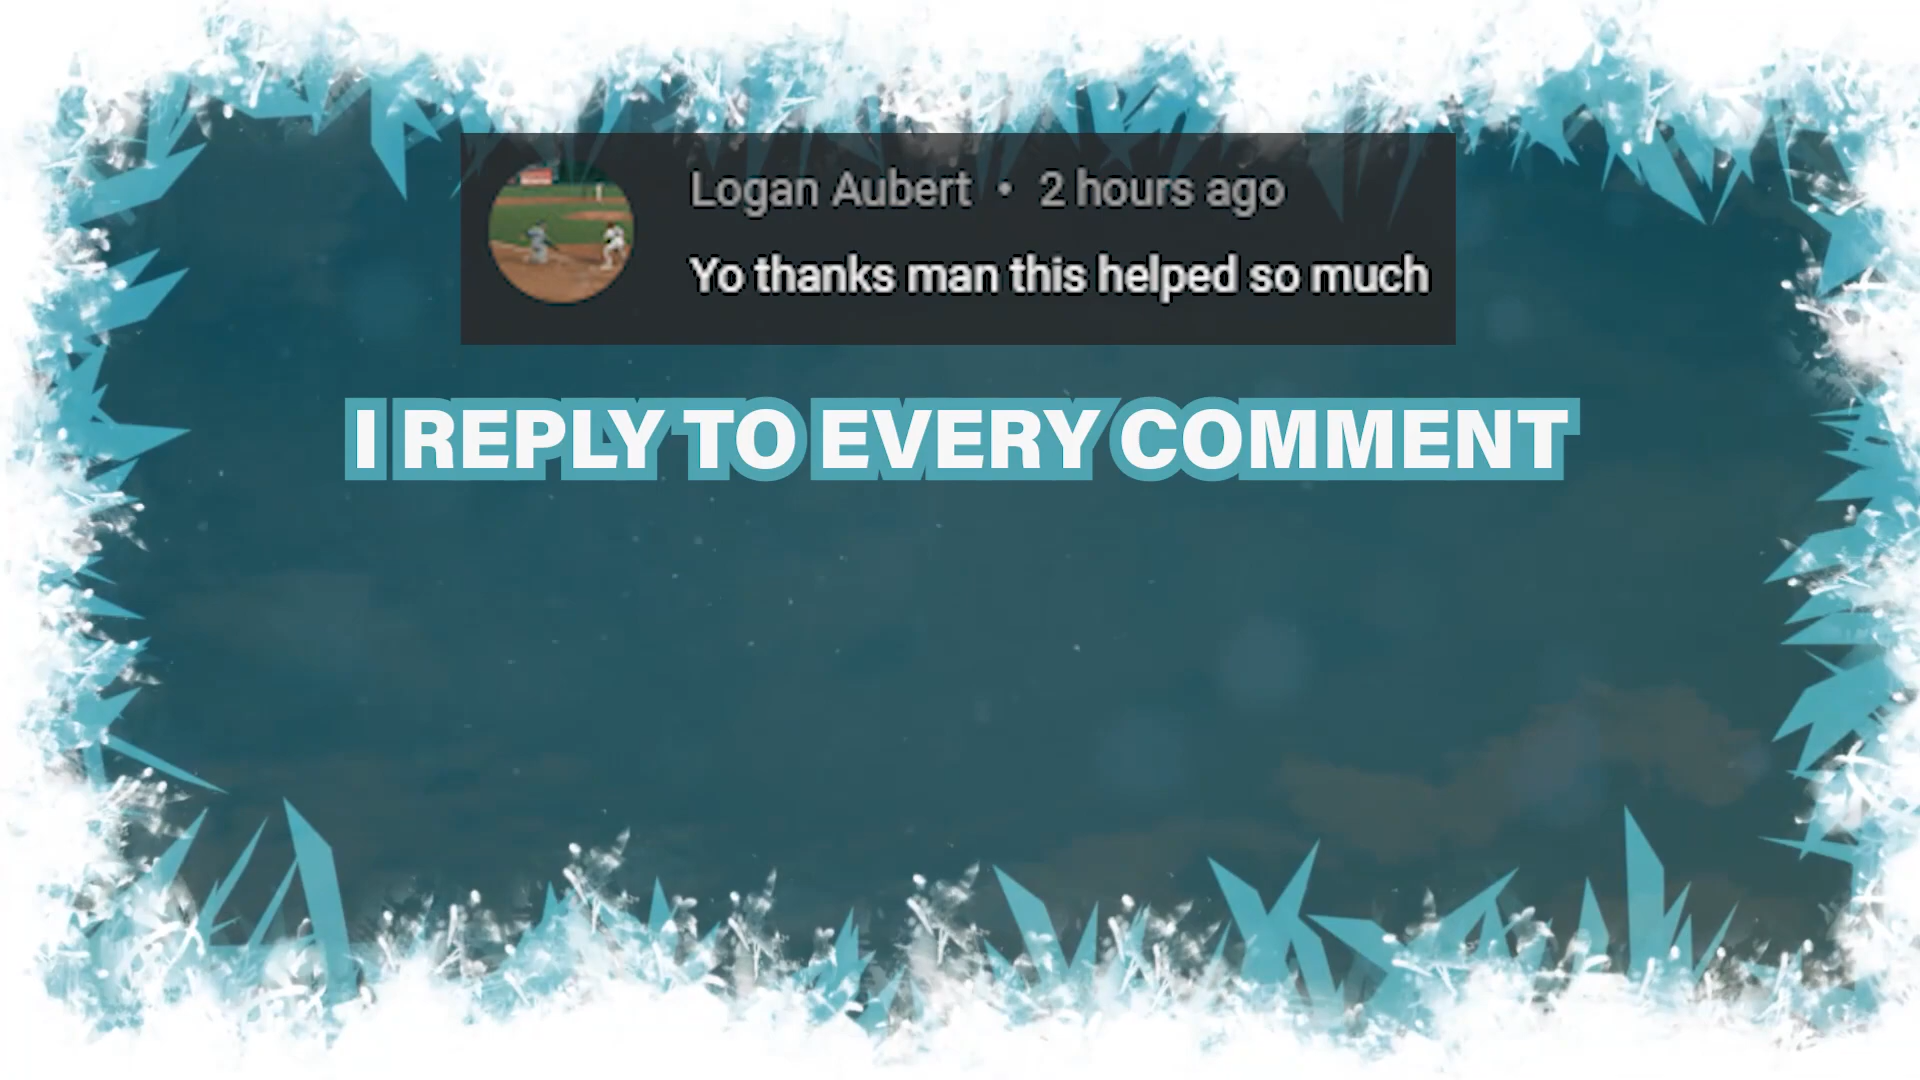 Logan Aubert • 2 hours ago
Yo thanks man this helped so much
I REPLY TO EVERY COMMENT